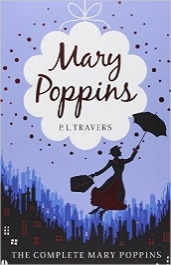 Mary
Poppins
P. L. TRAVERS
THE COMPLETE MARY POPPINS